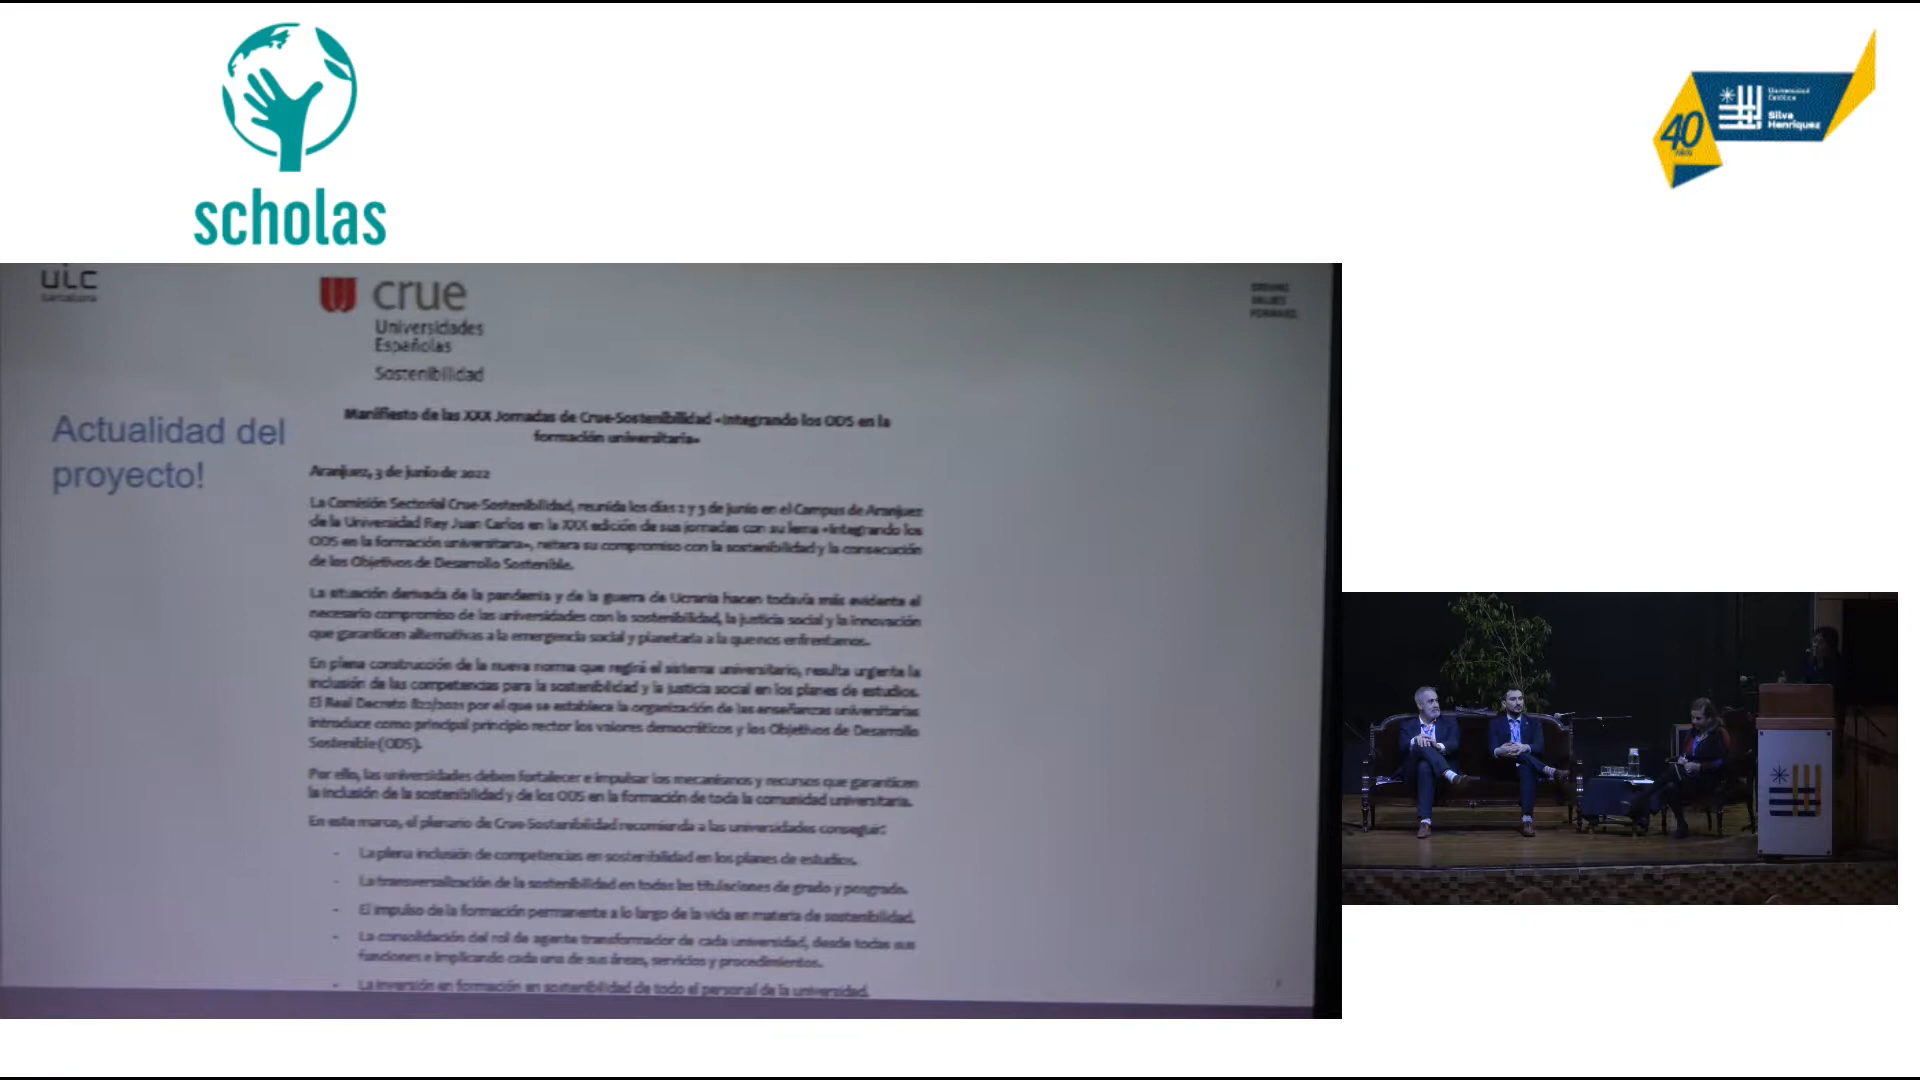 scholas
40
AÑOS
Universidad
Católica
Silva
Henríquez
uic
barcelona
crue
Universidades
Españolas
Sostenibilidad
Actualidad del
proyecto!
Manifiesto de las XXX Jornadas de Crue-Sostenibilidad «Integrando los ODS en la
formación universitaria»
Aranjuez, 3 de junio de 2022
La Comisión Sectorial Crue-Sostenibilidad, reunida los días 2 y 3 de junio en el Campus de Aranjuez
de la Universidad Rey Juan Carlos en la XXX edición de sus jornadas con su lema «Integrando los
ODS en la formación universitaria», reitera su compromiso con la sostenibilidad y la consecución
de los Objetivos de Desarrollo Sostenible.
La situación derivada de la pandemia y de la guerra de Ucrania hacen todavía más evidente el
necesario compromiso de las universidades con la sostenibilidad, la justicia social y la innovación
que garanticen alternativas a la emergencia social y planetaria a la que nos enfrentamos.
En plena construcción de la nueva norma que regirá el sistema universitario, resulta urgente la
inclusión de las competencias para la sostenibilidad y la justicia social en los planes de estudios.
El Real Decreto 822/2021 por el que se establece la organización de las enseñanzas universitarias
introduce como principal principio rector los valores democráticos y los Objetivos de Desarrollo
Sostenible (ODS).
Por ello, las universidades deben fortalecer e impulsar los mecanismos y recursos que garanticen
la inclusión de la sostenibilidad y de los ODS en la formación de toda la comunidad universitaria.
En este marco, el plenario de Crue-Sostenibilidad recomienda a las universidades conseguir:
- La plena inclusión de competencias en sostenibilidad en los planes de estudios.
- La transversalización de la sostenibilidad en todas las titulaciones de grado y posgrado.
- El impulso de la formación permanente a lo largo de la vida en materia de sostenibilidad.
- La consolidación del rol de agente transformador de cada universidad, desde todas sus
funciones e implicando cada una de sus áreas, servicios y procedimientos.
- La inversión en formación en sostenibilidad de todo el personal de la universidad.